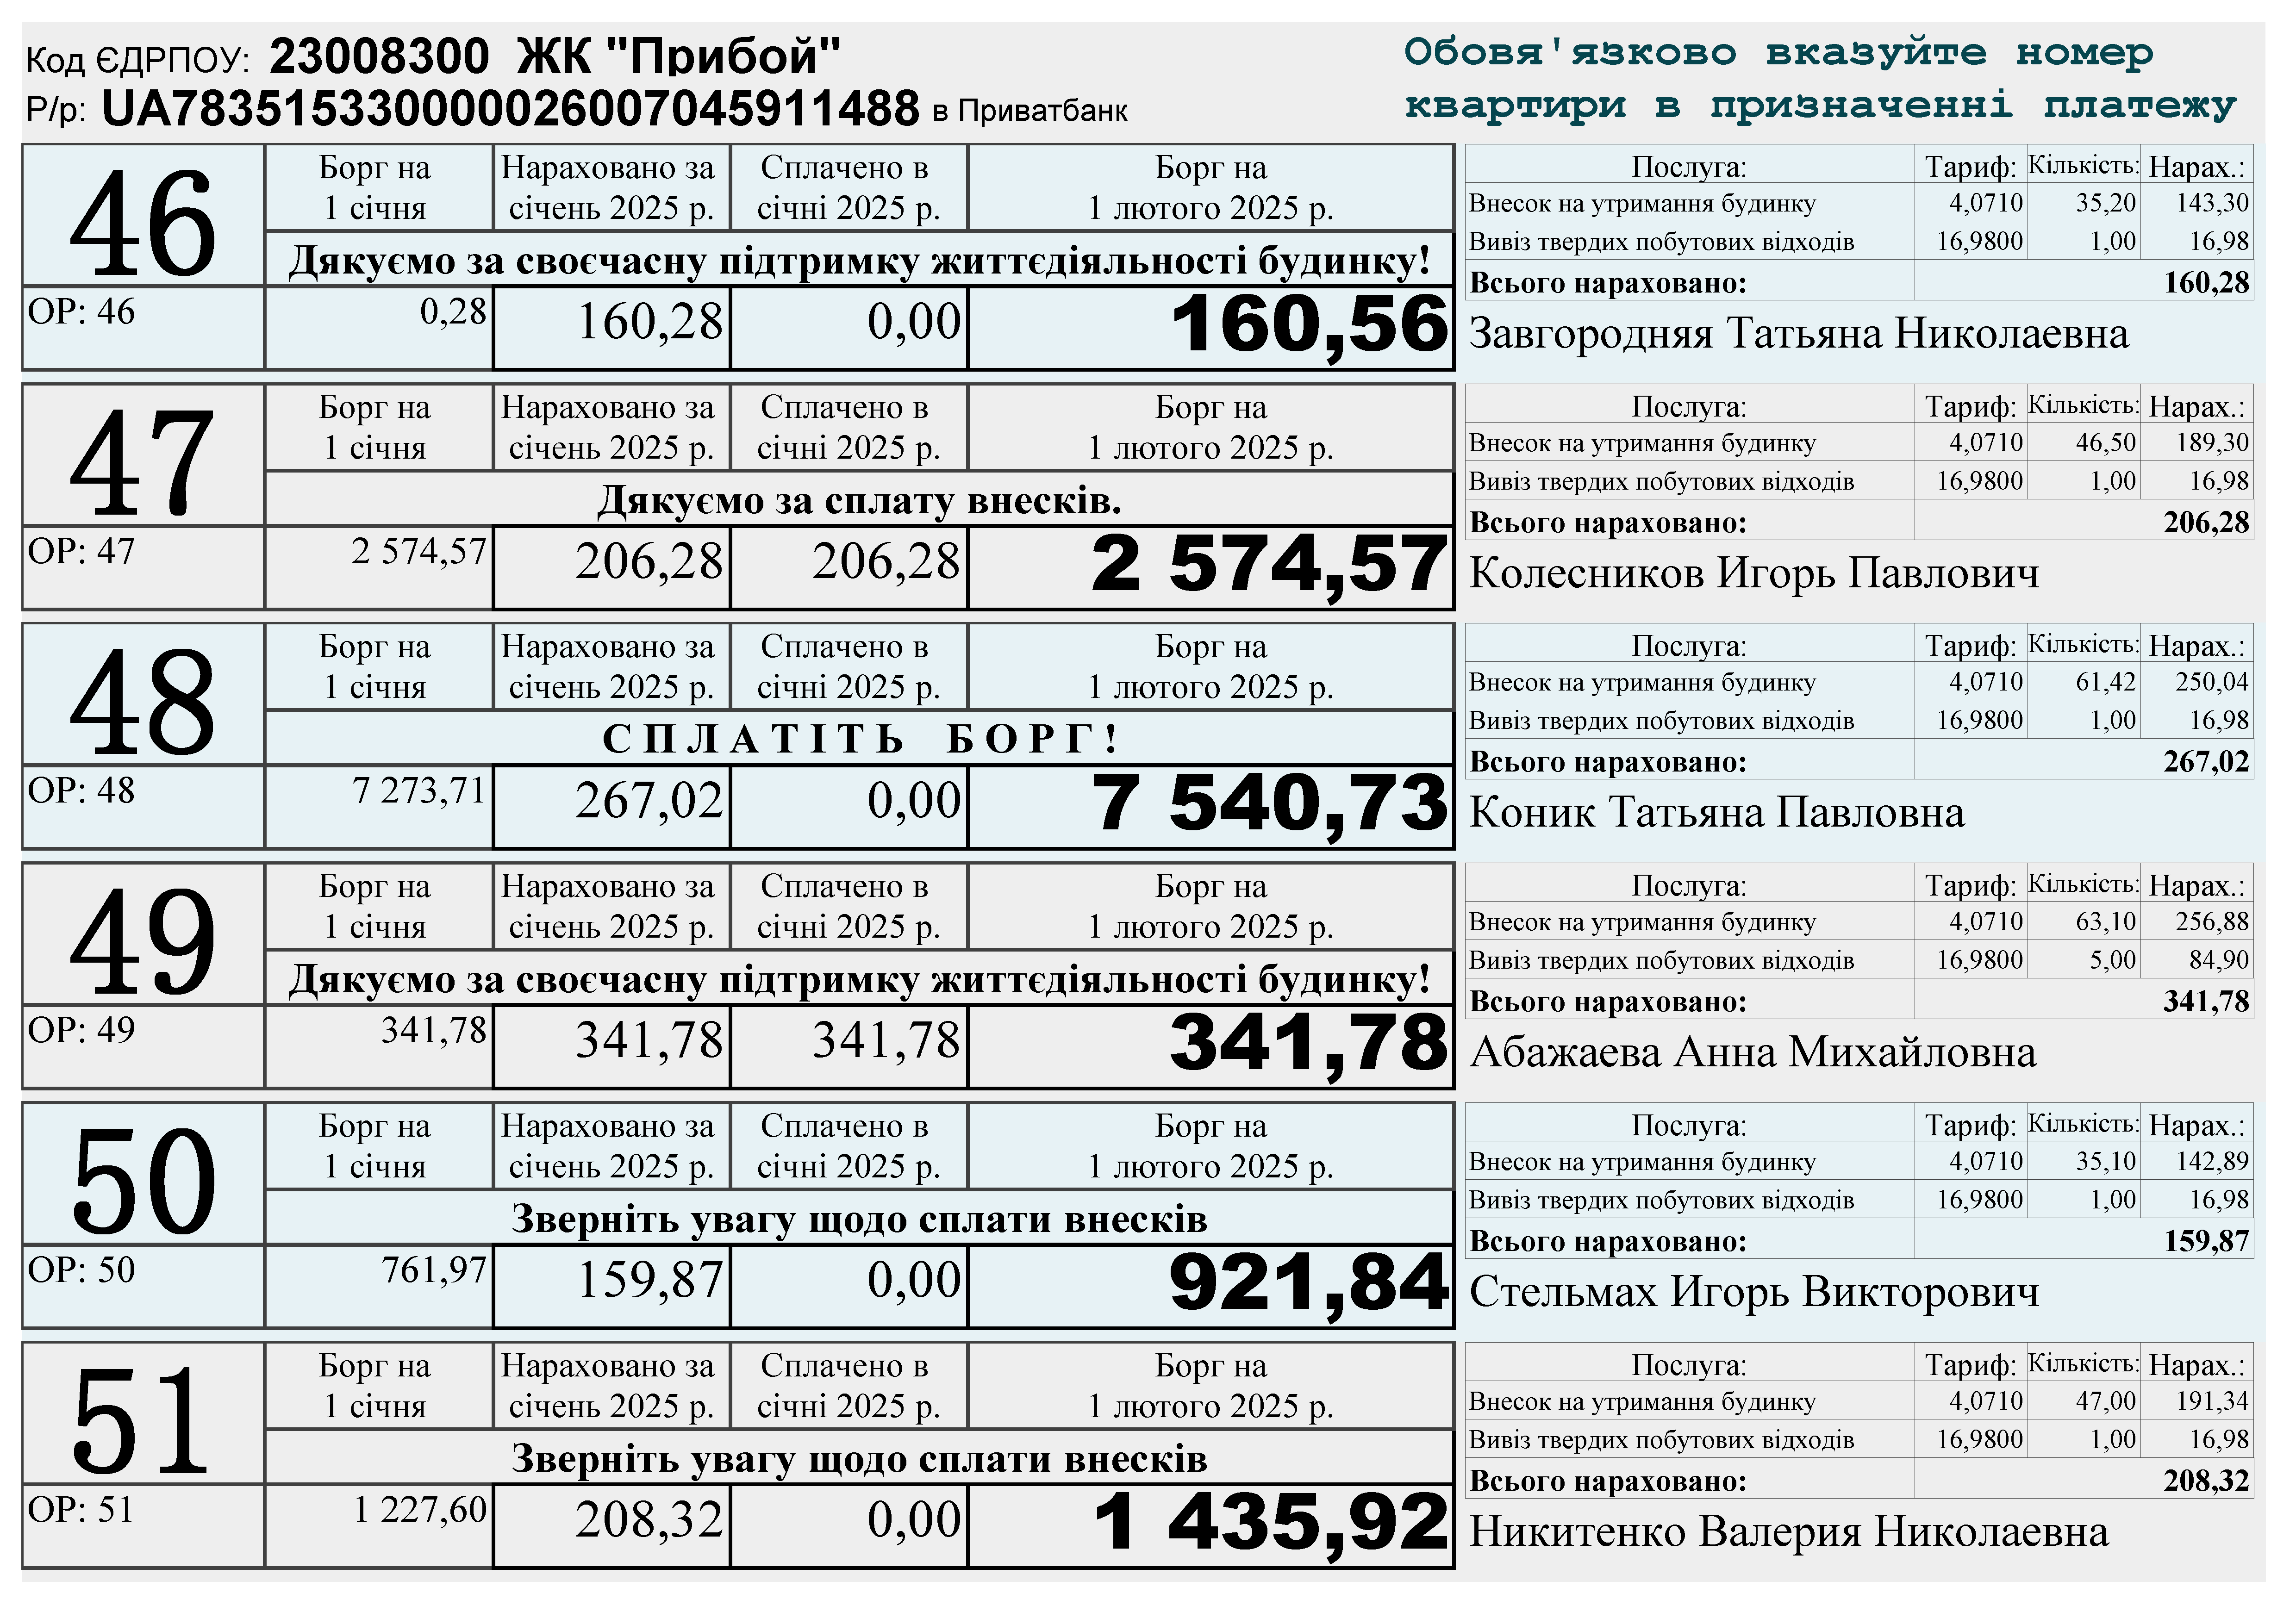 Код ЄДРПОУ: 23008300 ЖК "Прибой"
Р/р: UA783515330000026007045911488 в Приватбанк
Обовя'язково вказуйте номер
квартири в призначенні платежу
46
Борг на
1 січня
Нараховано за
січень 2025 р.
Сплачено в
січні 2025 р.
Борг на
1 лютого 2025 р.
Дякуємо за своєчасну підтримку життєдіяльності будинку!
ОР: 46 0,28 160,28 0,00 160,56
Послуга: Тариф: Кількість: Нарах.:
Внесок на утримання будинку 4,0710 35,20 143,30
Вивіз твердих побутових відходів 16,9800 1,00 16,98
Всього нараховано: 160,28
Завгородняя Татьяна Николаевна
47
Борг на
1 січня
Нараховано за
січень 2025 р.
Сплачено в
січні 2025 р.
Борг на
1 лютого 2025 р.
Дякуємо за сплату внесків.
ОР: 47 2 574,57 206,28 206,28 2 574,57
Послуга: Тариф: Кількість: Нарах.:
Внесок на утримання будинку 4,0710 46,50 189,30
Вивіз твердих побутових відходів 16,9800 1,00 16,98
Всього нараховано: 206,28
Колесников Игорь Павлович
48
Борг на
1 січня
Нараховано за
січень 2025 р.
Сплачено в
січні 2025 р.
Борг на
1 лютого 2025 р.
С П Л А Т І Т Ь Б О Р Г !
ОР: 48 7 273,71 267,02 0,00 7 540,73
Послуга: Тариф: Кількість: Нарах.:
Внесок на утримання будинку 4,0710 61,42 250,04
Вивіз твердих побутових відходів 16,9800 1,00 16,98
Всього нараховано: 267,02
Коник Татьяна Павловна
49
Борг на
1 січня
Нараховано за
січень 2025 р.
Сплачено в
січні 2025 р.
Борг на
1 лютого 2025 р.
Дякуємо за своєчасну підтримку життєдіяльності будинку!
ОР: 49 341,78 341,78 341,78 341,78
Послуга: Тариф: Кількість: Нарах.:
Внесок на утримання будинку 4,0710 63,10 256,88
Вивіз твердих побутових відходів 16,9800 5,00 84,90
Всього нараховано: 341,78
Абажаева Анна Михайловна
50
Борг на
1 січня
Нараховано за
січень 2025 р.
Сплачено в
січні 2025 р.
Борг на
1 лютого 2025 р.
Зверніть увагу щодо сплати внесків
ОР: 50 761,97 159,87 0,00 921,84
Послуга: Тариф: Кількість: Нарах.:
Внесок на утримання будинку 4,0710 35,10 142,89
Вивіз твердих побутових відходів 16,9800 1,00 16,98
Всього нараховано: 159,87
Стельмах Игорь Викторович
51
Борг на
1 січня
Нараховано за
січень 2025 р.
Сплачено в
січні 2025 р.
Борг на
1 лютого 2025 р.
Зверніть увагу щодо сплати внесків
ОР: 51 1 227,60 208,32 0,00 1 435,92
Послуга: Тариф: Кількість: Нарах.:
Внесок на утримання будинку 4,0710 47,00 191,34
Вивіз твердих побутових відходів 16,9800 1,00 16,98
Всього нараховано: 208,32
Никитенко Валерия Николаевна